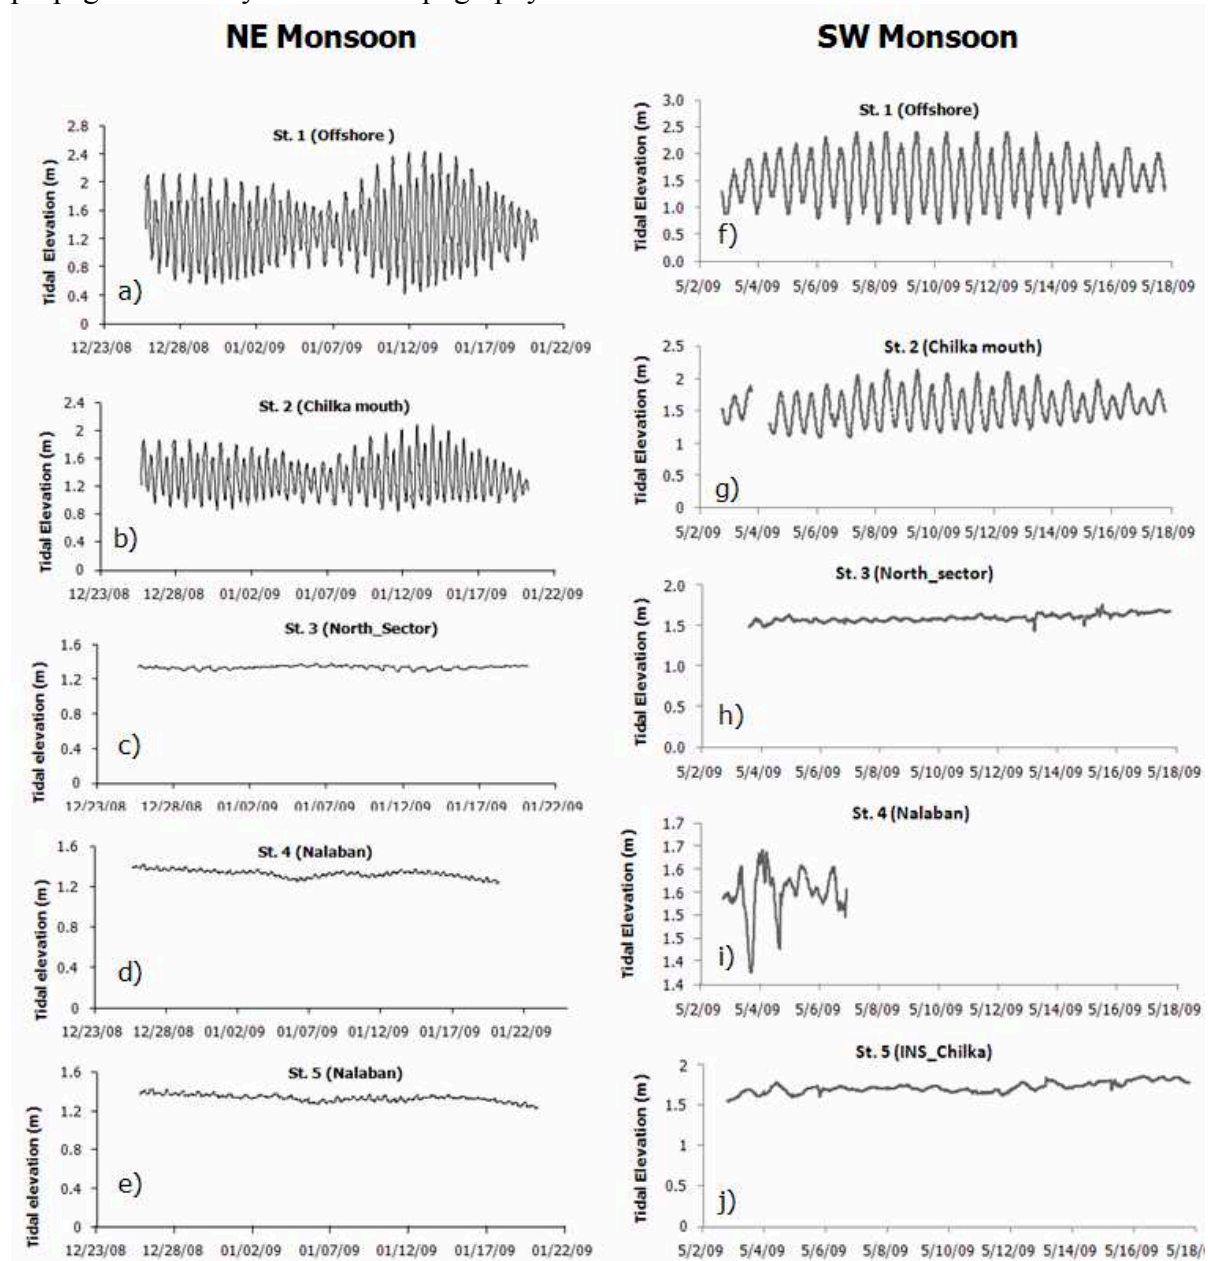 NE Monsoon
St. 1 (Offshore )
Tidal Elevation (m)
2.8
2.4
2
1.6
1.2
0.8
0.4
0
a)
12/23/08 12/28/08 01/02/09 01/07/09 01/12/09 01/17/09 01/22/09
St. 2 (Chilka mouth)
Tidal Elevation (m)
2.4
2
1.6
1.2
0.8
0.4
0
b)
12/23/08 12/28/08 01/02/09 01/07/09 01/12/09 01/17/09 01/22/09
St. 3 (North_Sector)
Tidal elevation (m)
1.6
1.2
0.8
0.4
0
c)
12/23/08 12/28/08 01/02/09 01/07/09 01/12/09 01/17/09 01/22/09
St. 4 (Nalaban)
Tidal elevation (m)
1.6
1.2
0.8
0.4
0
d)
12/23/08 12/28/08 01/02/09 01/07/09 01/12/09 01/17/09 01/22/09
St. 5 (Nalaban)
Tidal elevation (m)
1.6
1.2
0.8
0.4
0
e)
12/23/08 12/28/08 01/02/09 01/07/09 01/12/09 01/17/09 01/22/09
SW Monsoon
St. 1 (Offshore)
Tidal Elevation (m)
3.0
2.5
2.0
1.5
1.0
0.5
0.0
f)
5/2/09 5/4/09 5/6/09 5/8/09 5/10/09 5/12/09 5/14/09 5/16/09 5/18/09
St. 2 (Chilka mouth)
Tidal Elevation (m)
2.5
2
1.5
1
0.5
0
g)
5/2/09 5/4/09 5/6/09 5/8/09 5/10/09 5/12/09 5/14/09 5/16/09 5/18/09
St. 3 (North_sector)
Tidal Elevation (m)
2.0
1.5
1.0
0.5
0.0
h)
5/2/09 5/4/09 5/6/09 5/8/09 5/10/09 5/12/09 5/14/09 5/16/09 5/18/09
St. 4 (Nalaban)
Tidal Elevation (m)
1.7
1.7
1.6
1.6
1.5
1.5
1.4
1.4
i)
5/2/09 5/4/09 5/6/09 5/8/09 5/10/09 5/12/09 5/14/09 5/16/09 5/18/09
St. 5 (INS_Chilka)
Tidal Elevation (m)
2
1.5
1
0.5
0
j)
5/2/09 5/4/09 5/6/09 5/8/09 5/10/09 5/12/09 5/14/09 5/16/09 5/18/0